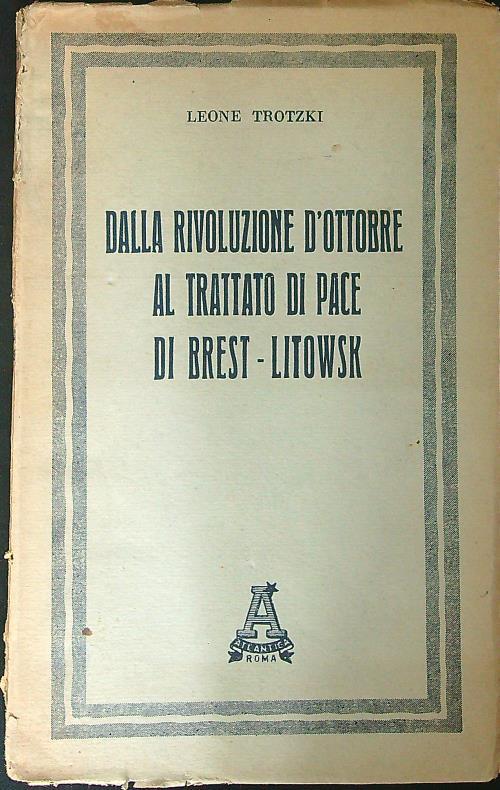 LEONE TROTZKI
DALLA RIVOLUZIONE D'OTTOBRE
AL TRATTATO DI PACE
DI BREST - LITOWSK
A
ATLANTICA
ROMA